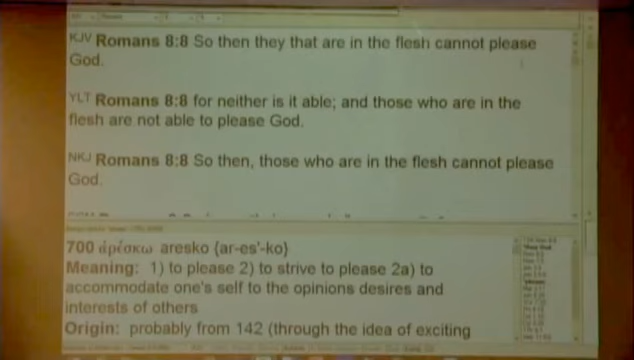 KJV Romans 8:8 So then they that are in the flesh cannot please
God.
YLT Romans 8:8 for neither is it able; and those who are in the
flesh are not able to please God.
NKJ Romans 8:8 So then, those who are in the flesh cannot please
God.
700 ἀρέσκω aresko {ar-es'-ko}
Meaning: 1) to please 2) to strive to please 2a) to
accommodate one's self to the opinions desires and
interests of others
Origin: probably from 142 (through the idea of exciting